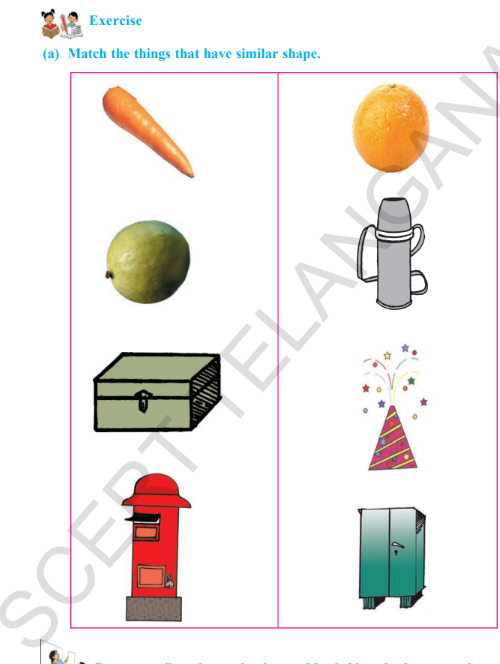 Exercise
(a) Match the things that have similar shape.
SCERT TELANGANA